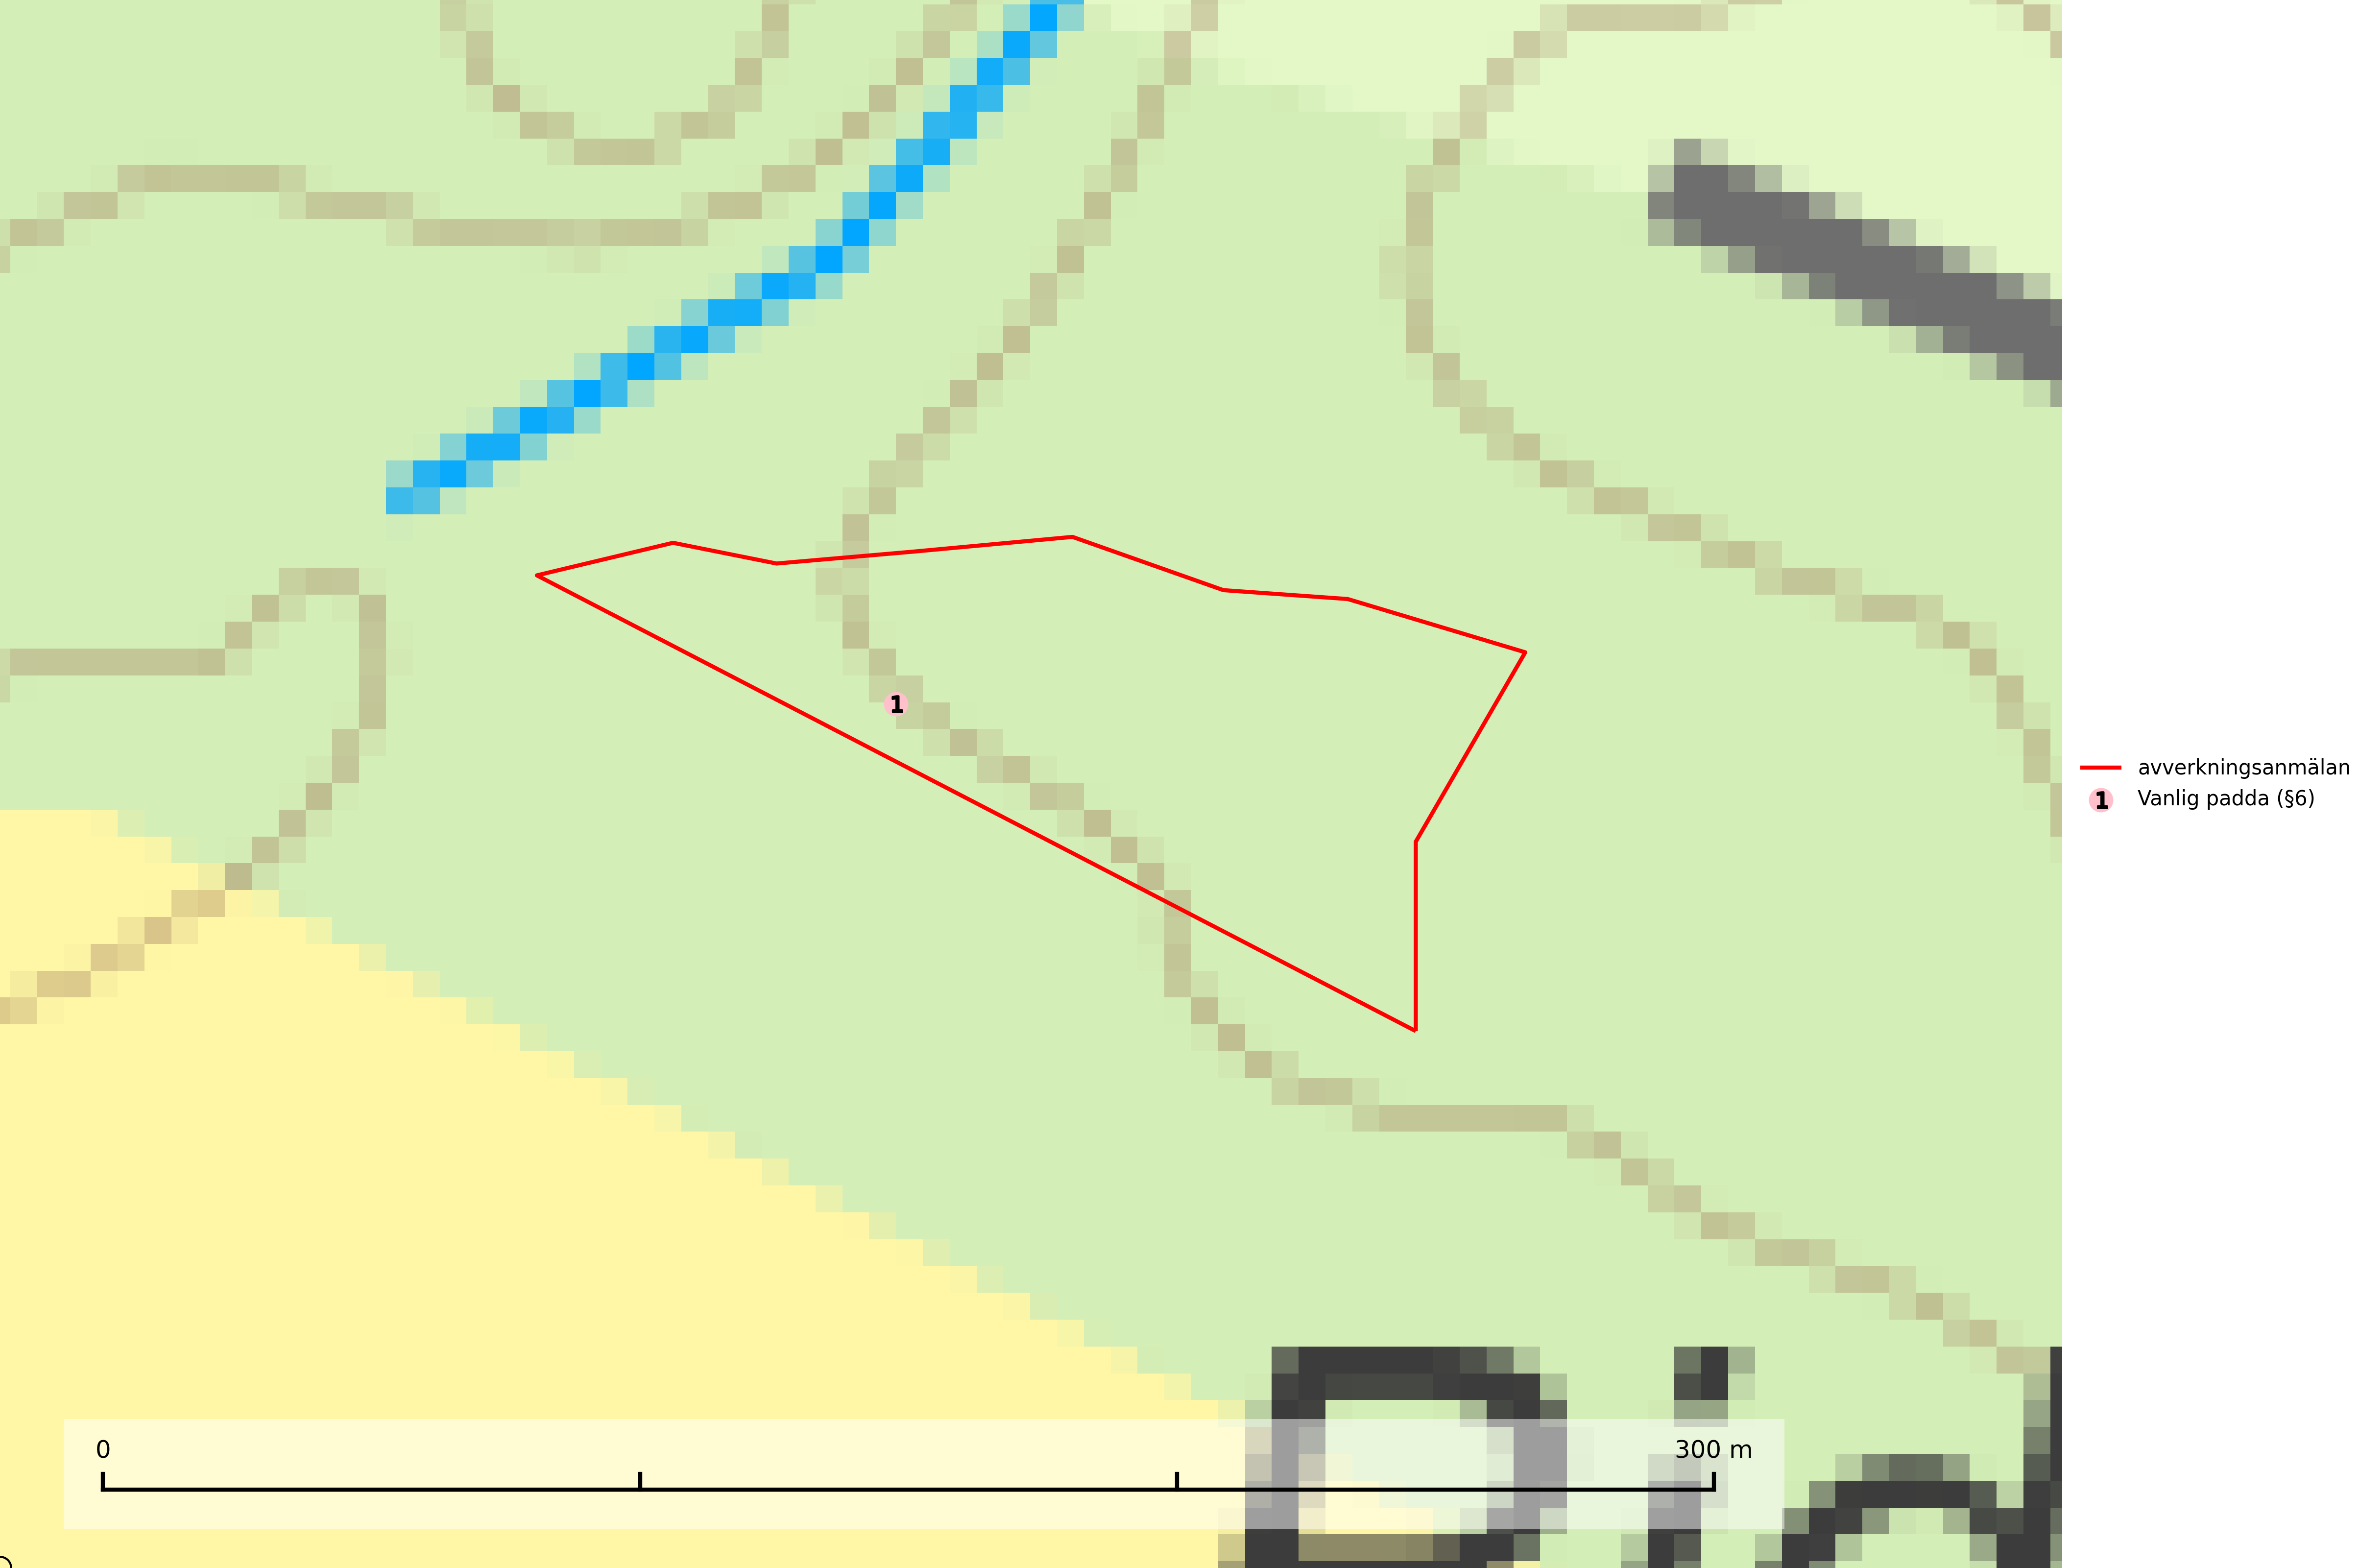 1
avverkningsanmälan
1 Vanlig padda (§6)
0 300 m